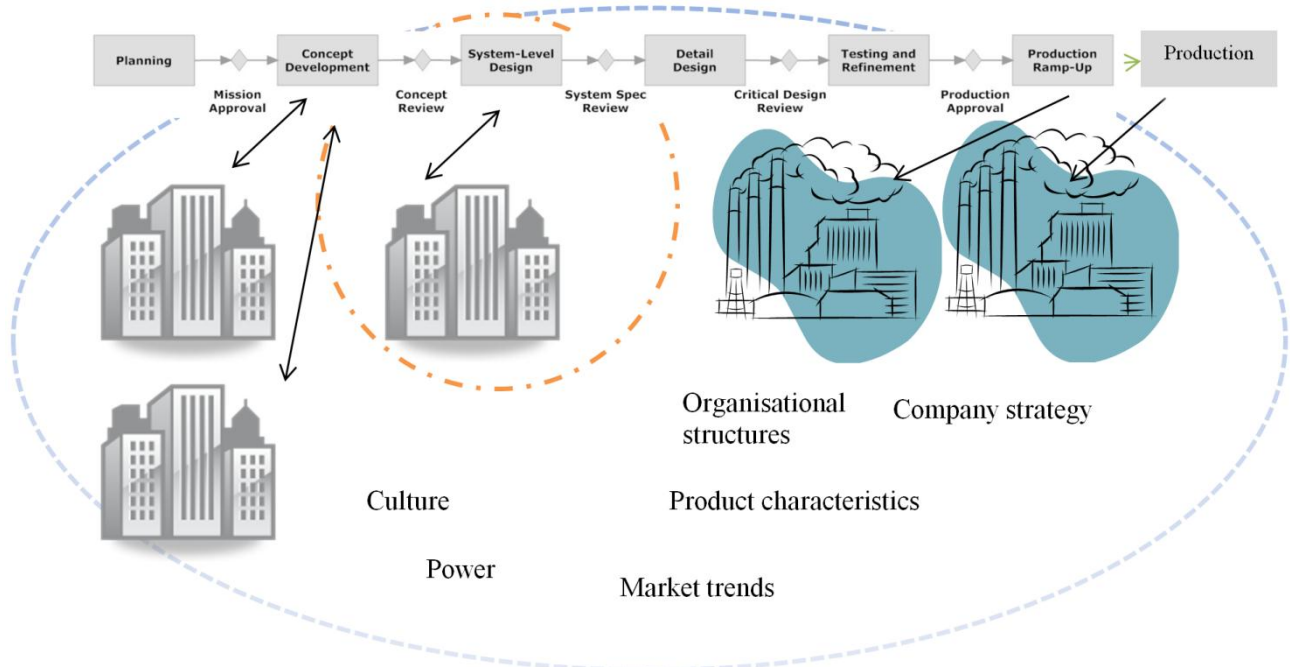 Planning
Concept
Development
System-Level
Design
Detail
Design
Testing and
Refinement
Production
Ramp-Up
Production
Mission
Approval
Concept
Review
System Spec
Review
Critical Design
Review
Production
Approval
Organisational
structures
Company strategy
Culture
Product characteristics
Power
Market trends